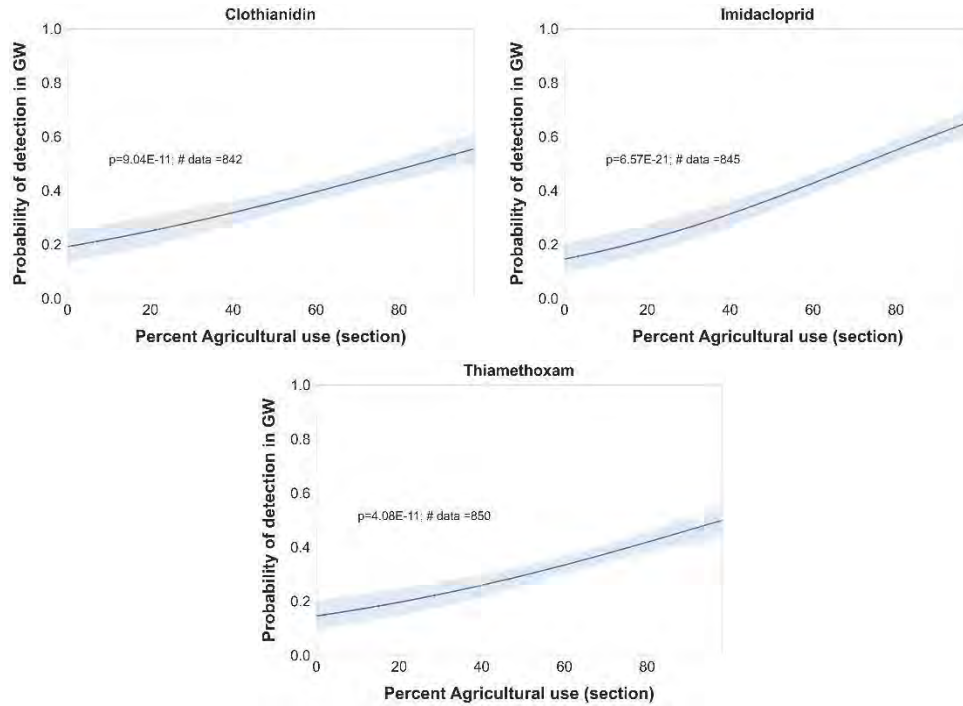 Clothianidin
Probability of detection in GW
1.0
0.8
0.6
0.4
0.2
0.0
p=9.04E-11; # data =842
0 20 40 60 80
Percent Agricultural use (section)
Imidacloprid
Probability of detection in GW
1.0
0.8
0.6
0.4
0.2
0.0
p=6.57E-21; # data =845
0 20 40 60 80
Percent Agricultural use (section)
Thiamethoxam
Probability of detection in GW
1.0
0.8
0.6
0.4
0.2
0.0
p=4.08E-11; # data =850
0 20 40 60 80
Percent Agricultural use (section)